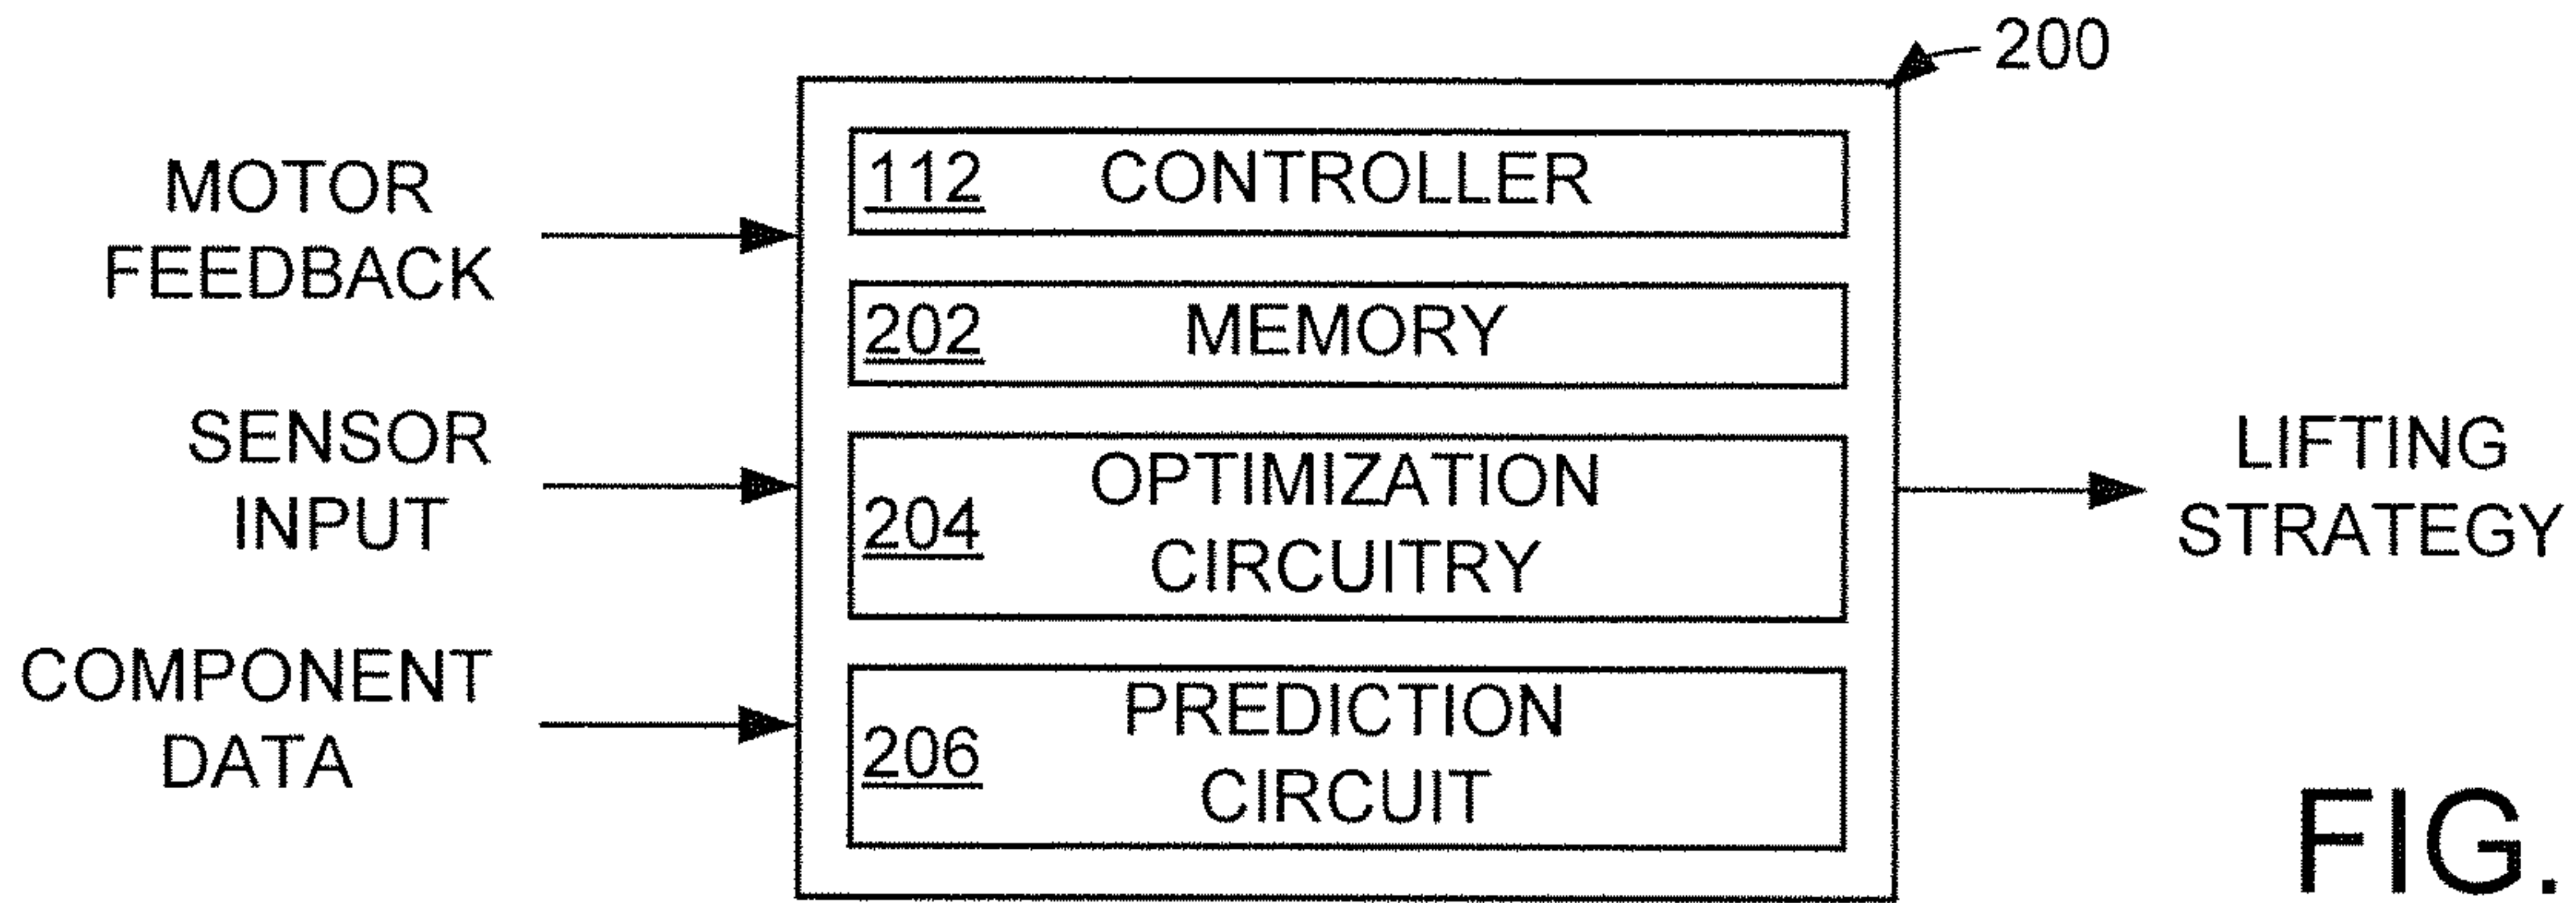 200
MOTOR
FEEDBACK
SENSOR
INPUT
COMPONENT
DATA
112 CONTROLLER
202 MEMORY
204 OPTIMIZATION
CIRCUITRY
206 PREDICTION
CIRCUIT
LIFTING
STRATEGY
FIG.